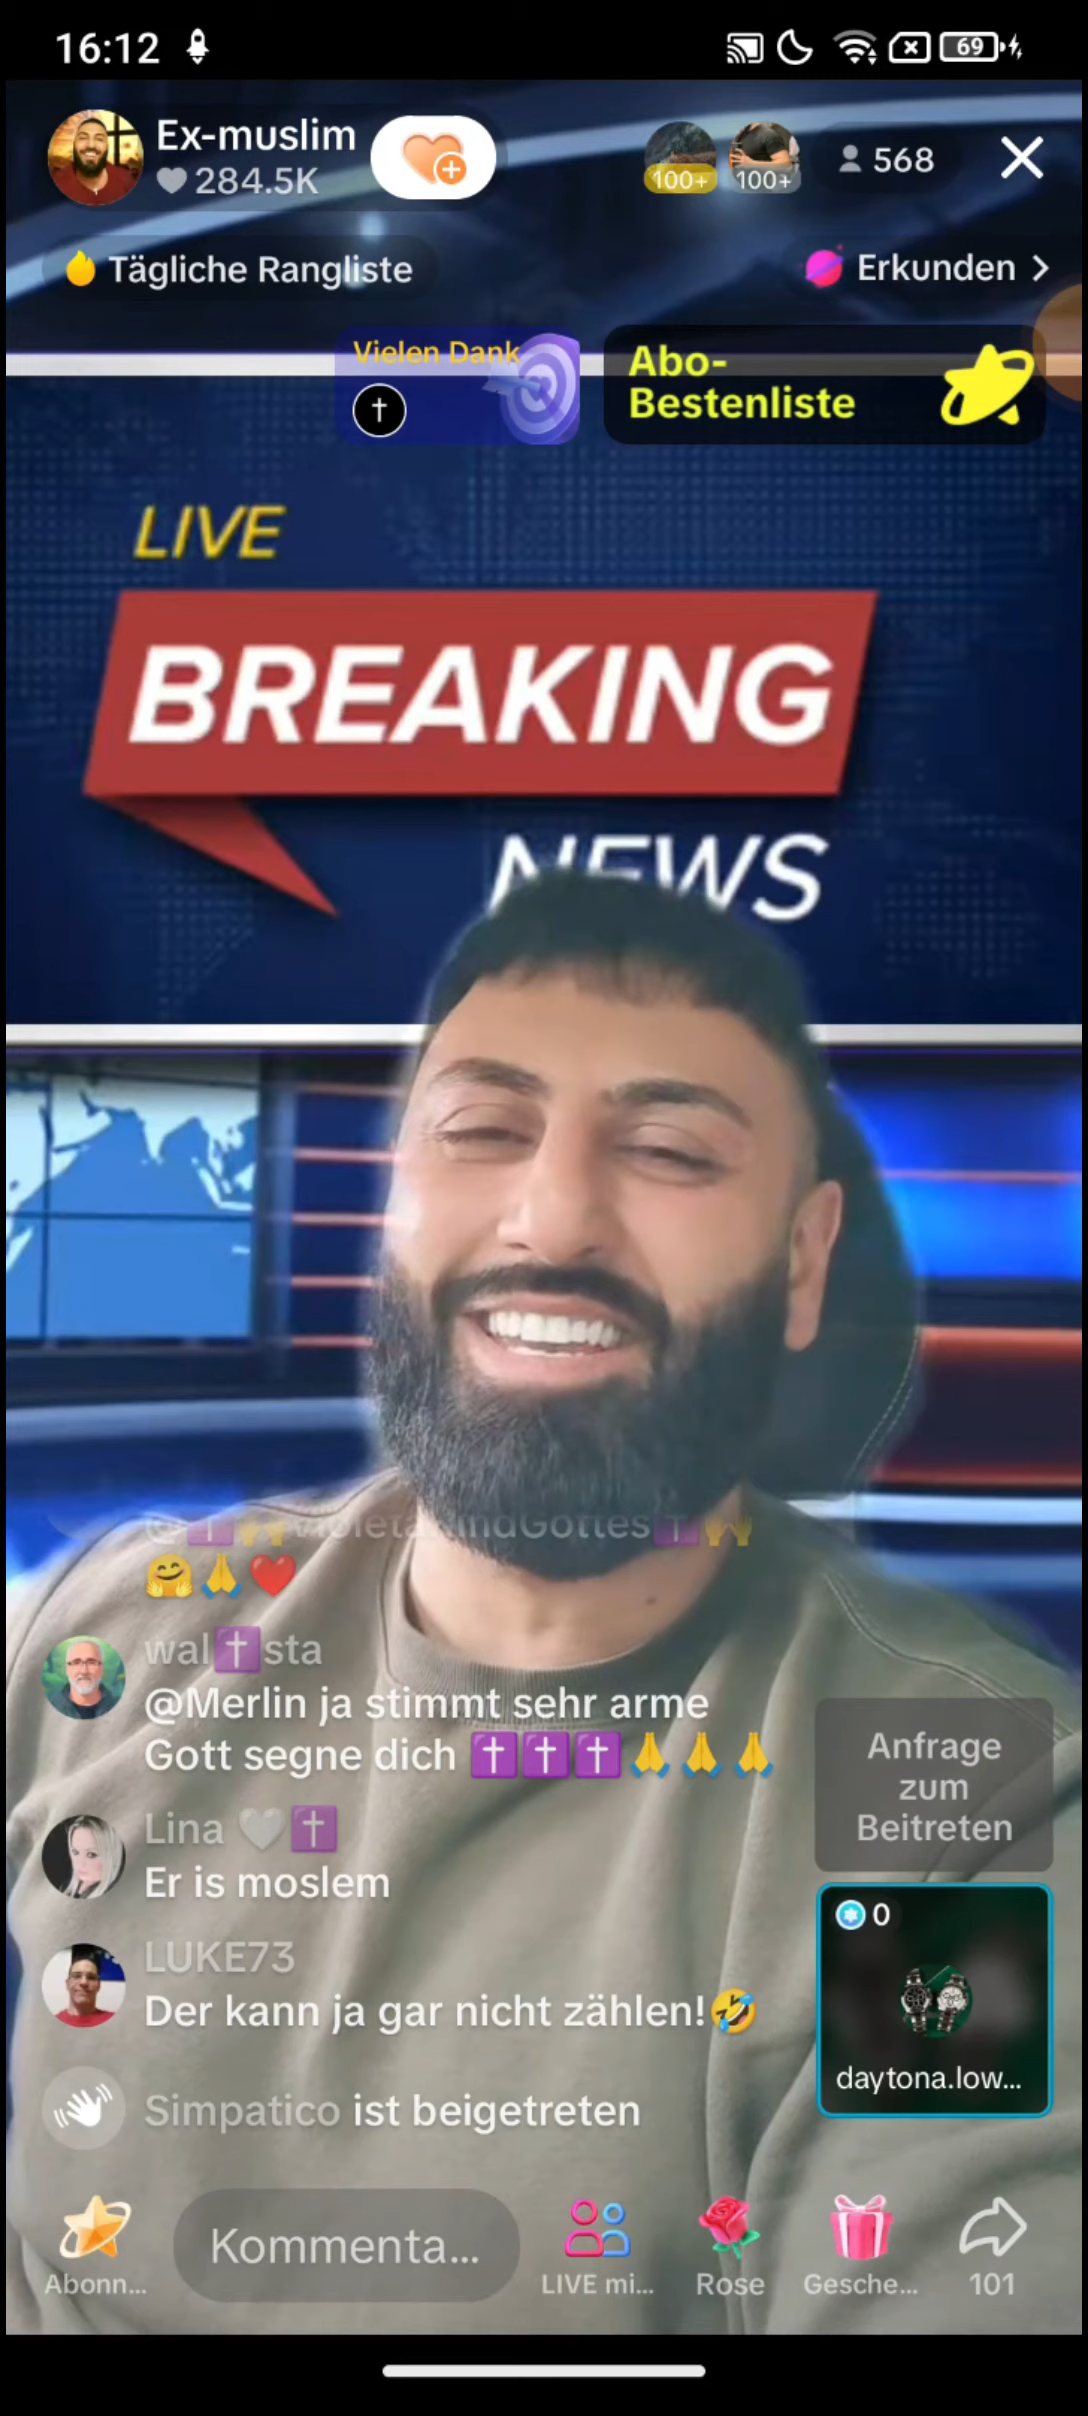 16:12
69
Ex-muslim
284.5K
100+
100+
568
Tägliche Rangliste
Erkunden
Vielen Dank
Abo-
Bestenliste
LIVE
BREAKING
NEWS
🤗🙏❤️
wal✝️sta
@Merlin ja stimmt sehr arme
Gott segne dich ✝️✝️✝️🙏🙏🙏
Lina 🤍✝️
Er is moslem
LUKE73
Der kann ja gar nicht zählen!🤣
Simpatico ist beigetreten
Anfrage
zum
Beitreten
0
daytona.low...
Kommenta...
Abonn...
LIVE mi...
Rose
Gesche...
101